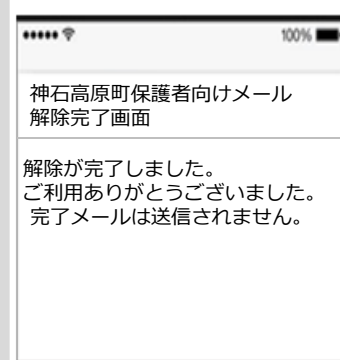 100%
神石高原町保護者向けメール
解除完了画面
解除が完了しました。
ご利用ありがとうございました。
完了メールは送信されません。